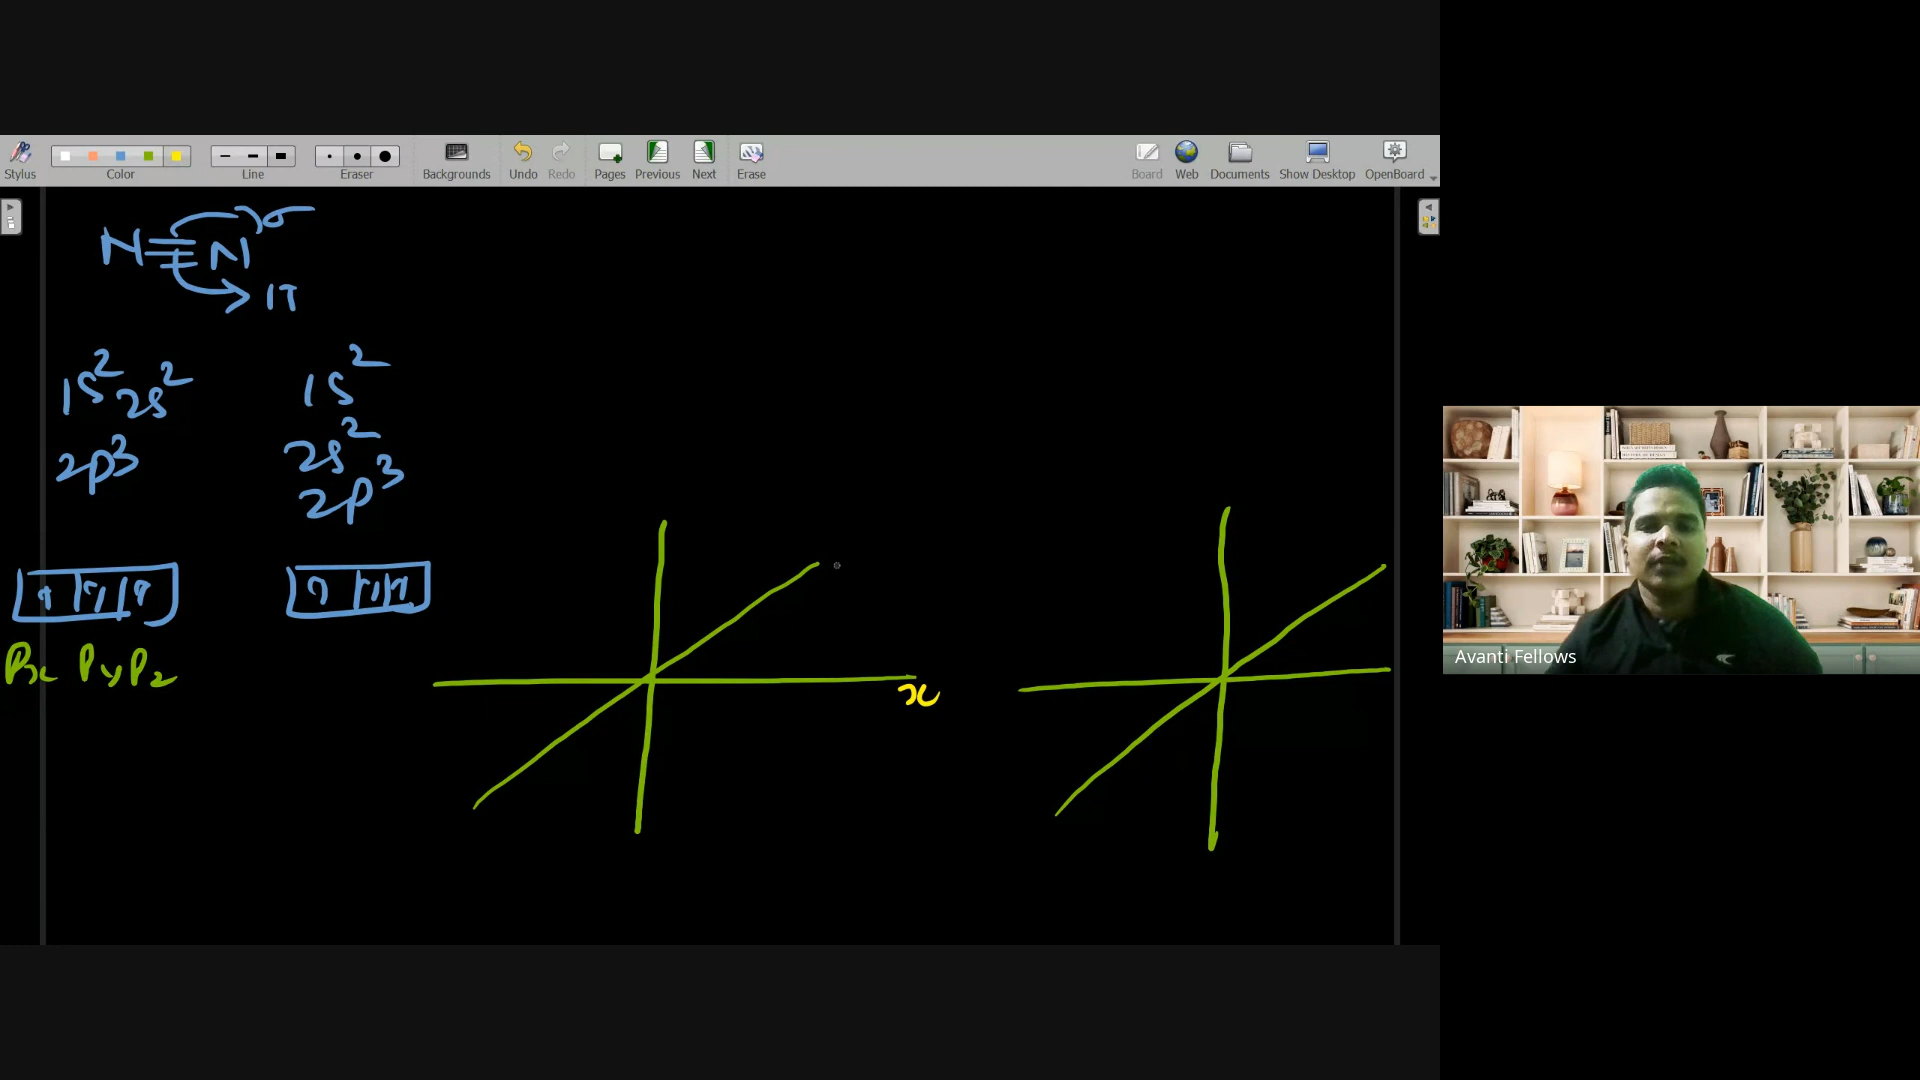 Stylus Color Line Eraser Backgrounds Undo Redo Pages Previous Next Erase Board Web Documents Show Desktop OpenBoard
N≡N σ
π
1s² 2s²
2p³
1s²
2s²
2p³
↿ ↿ ↿
↿ ↿ ↿
Px Py Pz
x
Avanti Fellows